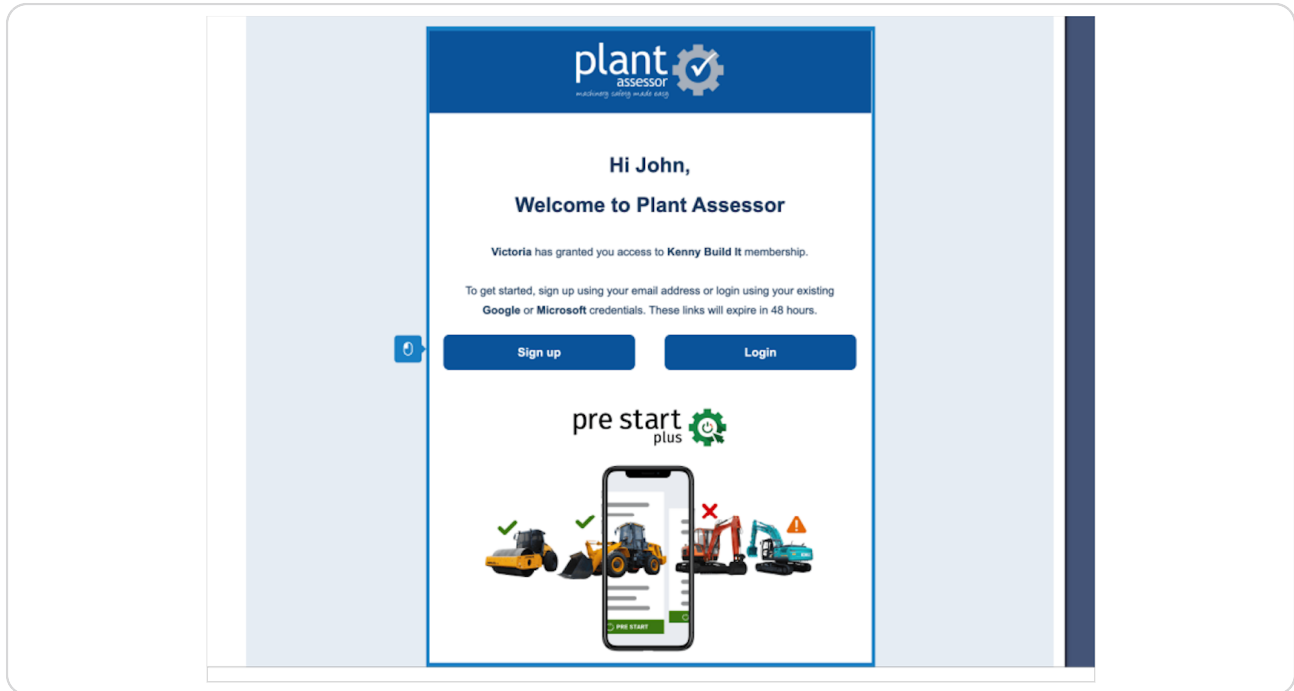 plant
assessor
machinery safety made easy
Hi John,
Welcome to Plant Assessor
Victoria has granted you access to Kenny Build It membership.
To get started, sign up using your email address or login using your existing
Google or Microsoft credentials. These links will expire in 48 hours.
Sign up
Login
pre start
plus
PRE START